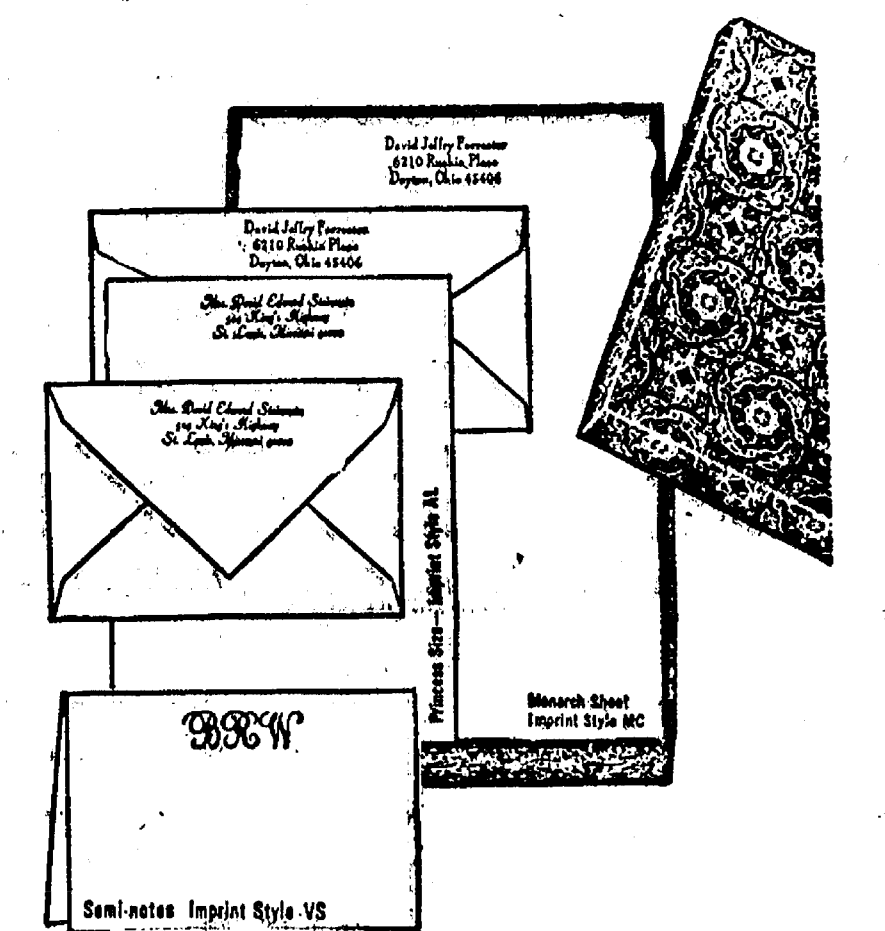 David Jeffry Forrester
6210 Ruskin Place
Dayton, Ohio 45406
David Jeffry Forrester
6210 Ruskin Place
Dayton, Ohio 45406
Mrs. David Edward
King's Highway
St. Louis, Missouri
Mrs. David Edward
King's Highway
St. Louis, Missouri
Princess Size—Imprint Style AL
Monarch Sheet
Imprint Style MC
BRW
Semi-notes Imprint Style VS